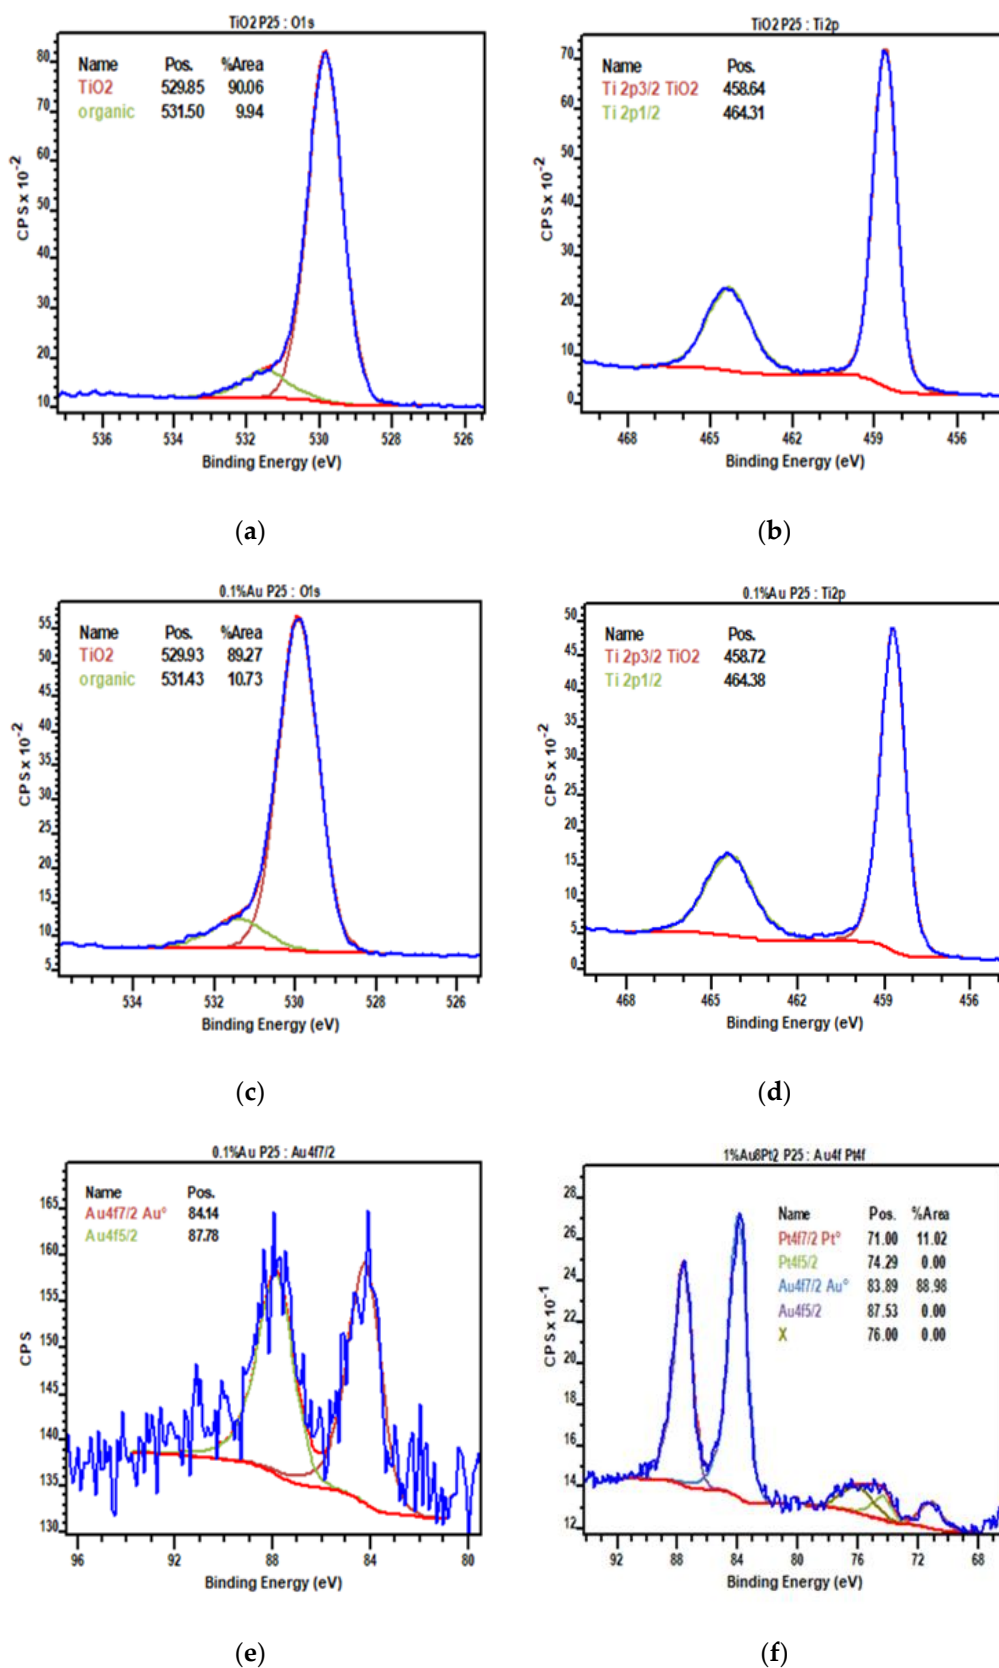 TiO2 P25 : O1s
Name Pos. %Area
TiO2 529.85 90.06
organic 531.50 9.94
CPS x 10-2
80
70
60
50
40
30
20
10
536 534 532 530 528 526
Binding Energy (eV)
(a)
TiO2 P25 : Ti2p
Name Pos.
Ti 2p3/2 TiO2 458.64
Ti 2p1/2 464.31
CPS x 10-2
70
60
50
40
30
20
10
0
468 465 462 459 456
Binding Energy (eV)
(b)
0.1%Au P25 : O1s
Name Pos. %Area
TiO2 529.93 89.27
organic 531.43 10.73
CPS x 10-2
55
50
45
40
35
30
25
20
15
10
5
534 532 530 528 526
Binding Energy (eV)
(c)
0.1%Au P25 : Ti2p
Name Pos.
Ti 2p3/2 TiO2 458.72
Ti 2p1/2 464.38
CPS x 10-2
50
45
40
35
30
25
20
15
10
5
0
468 465 462 459 456
Binding Energy (eV)
(d)
0.1%Au P25 : Au4f7/2
Name Pos.
Au4f7/2 Au° 84.14
Au4f5/2 87.78
CPS
165
160
155
150
145
140
135
130
96 92 88 84 80
Binding Energy (eV)
(e)
1%Au8Pt2 P25 : Au4f Pt4f
Name Pos. %Area
Pt4f7/2 Pt° 71.00 11.02
Pt4f5/2 74.29 0.00
Au4f7/2 Au° 83.89 88.98
Au4f5/2 87.53 0.00
X 76.00 0.00
CPS x 10-1
28
26
24
22
20
18
16
14
12
92 88 84 80 76 72 68
Binding Energy (eV)
(f)